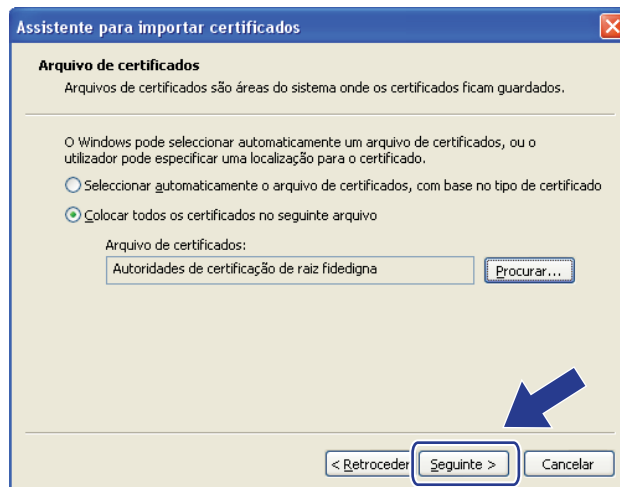 Assistente para importar certificados
Arquivo de certificados
Arquivos de certificados são áreas do sistema onde os certificados ficam guardados.
O Windows pode seleccionar automaticamente um arquivo de certificados, ou o
utilizador pode especificar uma localização para o certificado.
Seleccionar automaticamente o arquivo de certificados, com base no tipo de certificado
Colocar todos os certificados no seguinte arquivo
Arquivo de certificados:
Autoridades de certificação de raiz fidedigna
Procurar...
< Retroceder
Seguinte >
Cancelar